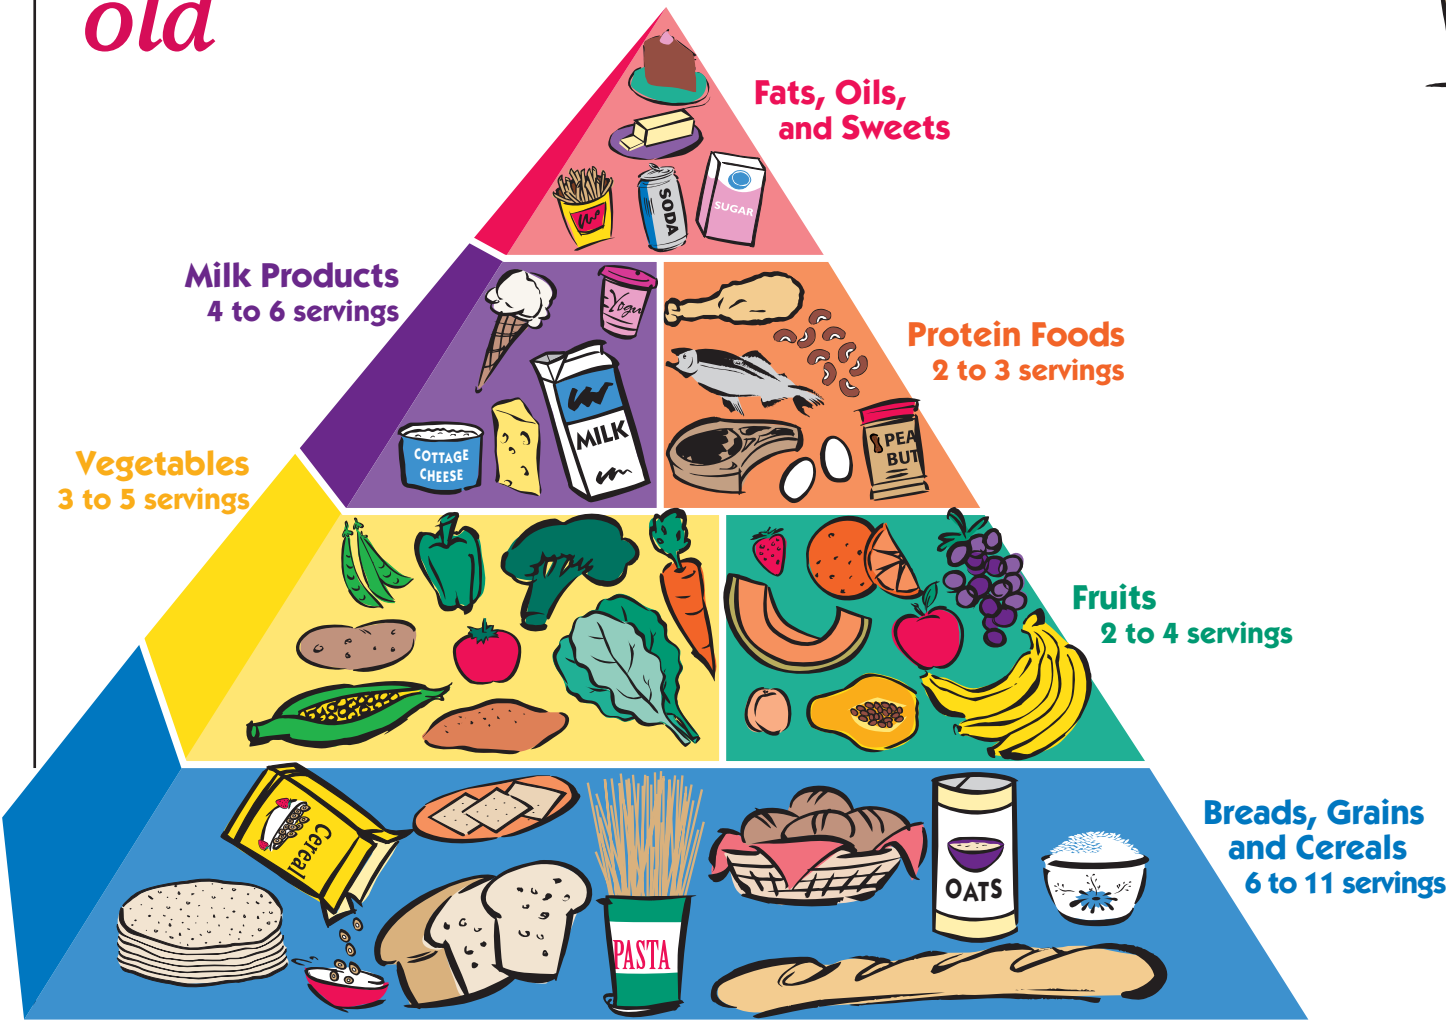 old
Fats, Oils,
and Sweets
SODA
SUGAR
Milk Products
4 to 6 servings
Yogu
MILK
COTTAGE
CHEESE
Protein Foods
2 to 3 servings
PEA
BUT
Vegetables
3 to 5 servings
Fruits
2 to 4 servings
Breads, Grains
and Cereals
6 to 11 servings
Cereal
PASTA
OATS